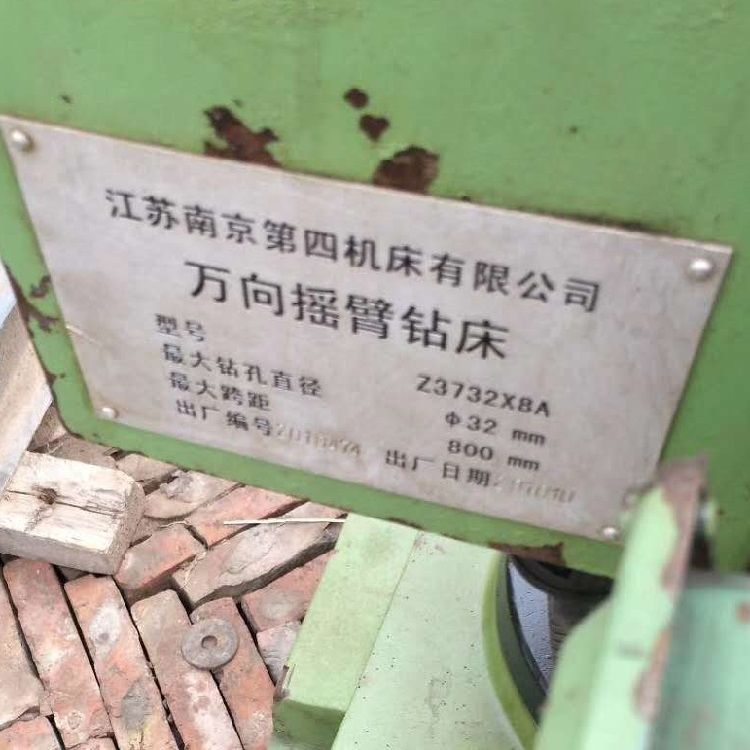 江苏南京第四机床有限公司
万向摇臂钻床
型号 Z3732X8A
最大钻孔直径 Φ32 mm
最大跨距 800 mm
出厂编号 出厂日期